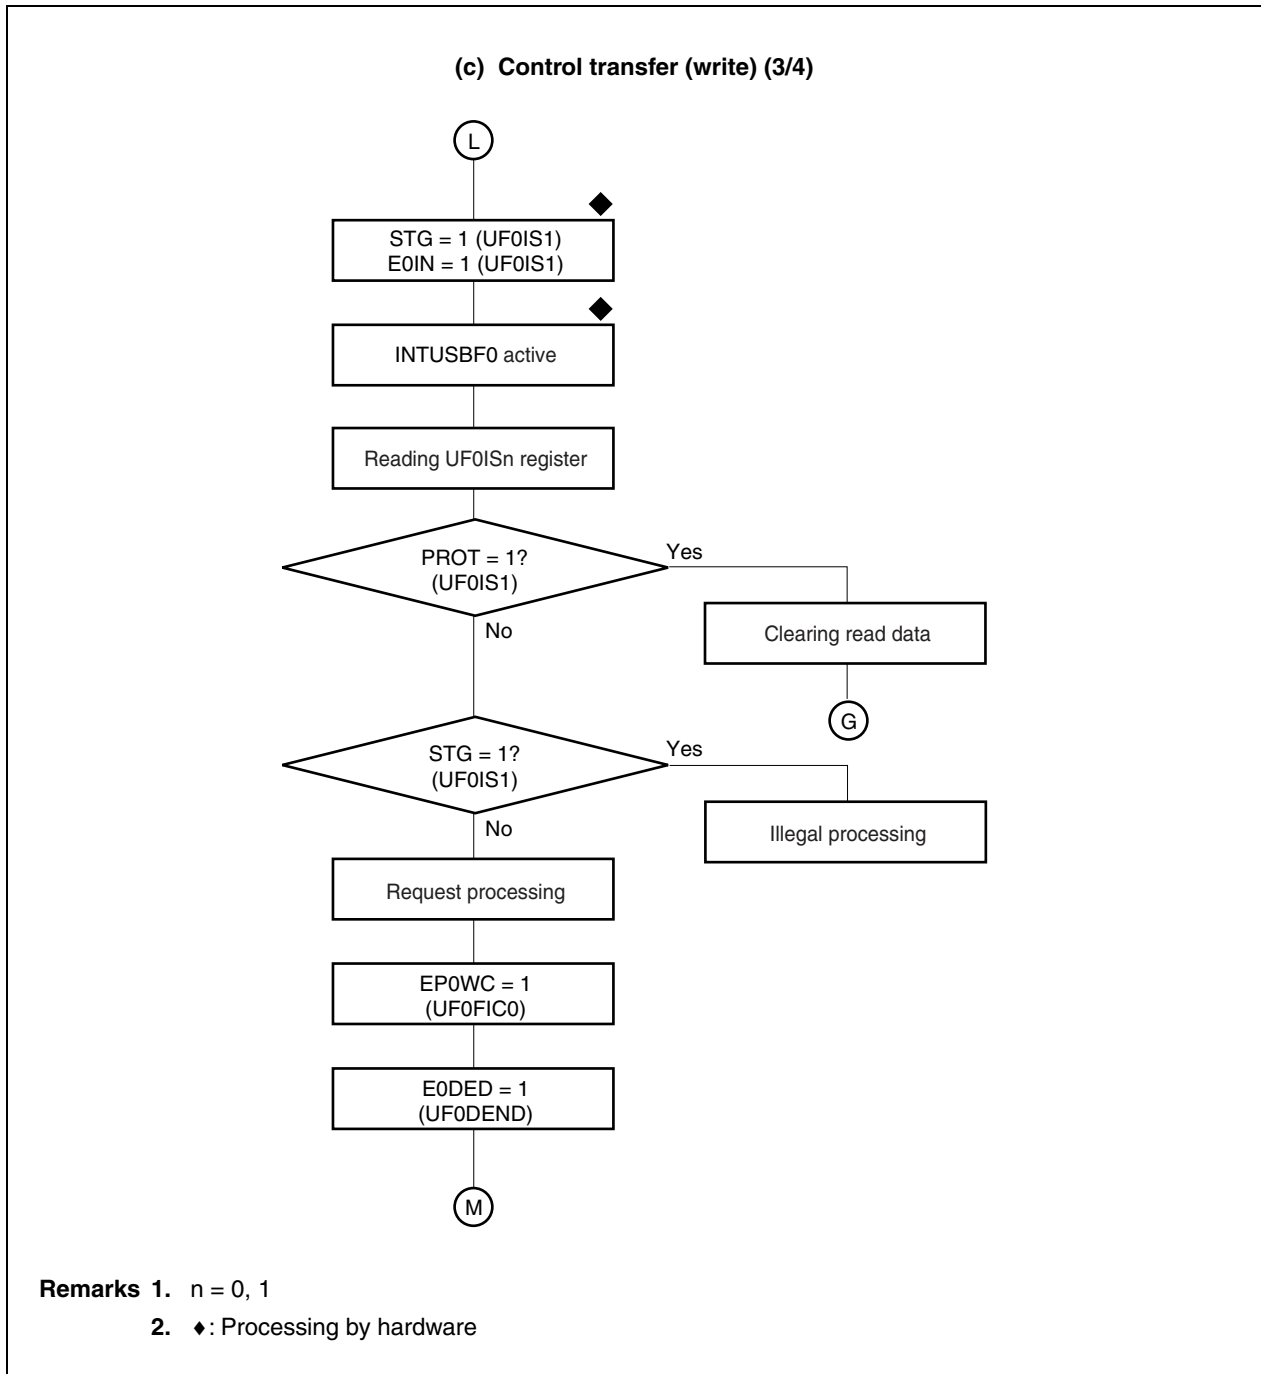 (c) Control transfer (write) (3/4)
L
STG = 1 (UF0IS1)
E0IN = 1 (UF0IS1)
INTUSBF0 active
Reading UF0ISn register
PROT = 1?
(UF0IS1)
Yes
No
Clearing read data
G
STG = 1?
(UF0IS1)
Yes
No
Illegal processing
Request processing
EP0WC = 1
(UF0FIC0)
E0DED = 1
(UF0DEND)
M
Remarks 1. n = 0, 1
2. ♦: Processing by hardware